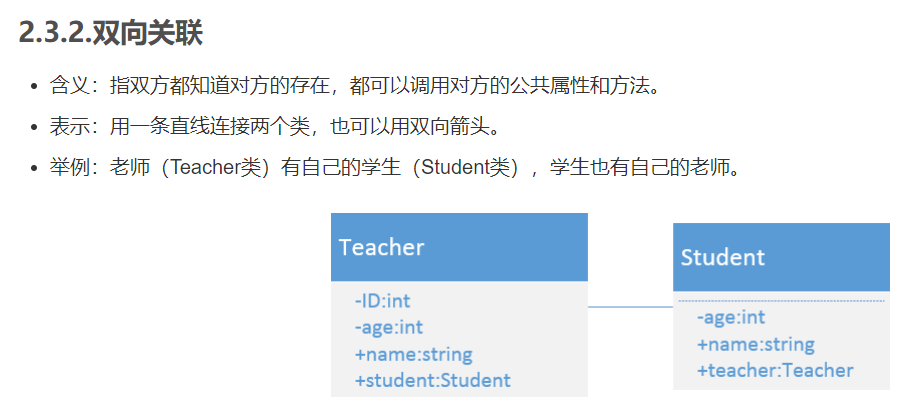 2.3.2.双向关联
含义：指双方都知道对方的存在，都可以调用对方的公共属性和方法。
表示：用一条直线连接两个类，也可以用双向箭头。
举例：老师（Teacher类）有自己的学生（Student类），学生也有自己的老师。
Teacher
-ID:int
-age:int
+name:string
+student:Student
Student
-age:int
+name:string
+teacher:Teacher